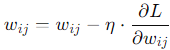 w_{ij} = w_{ij} - η · ∂L / ∂w_{ij}